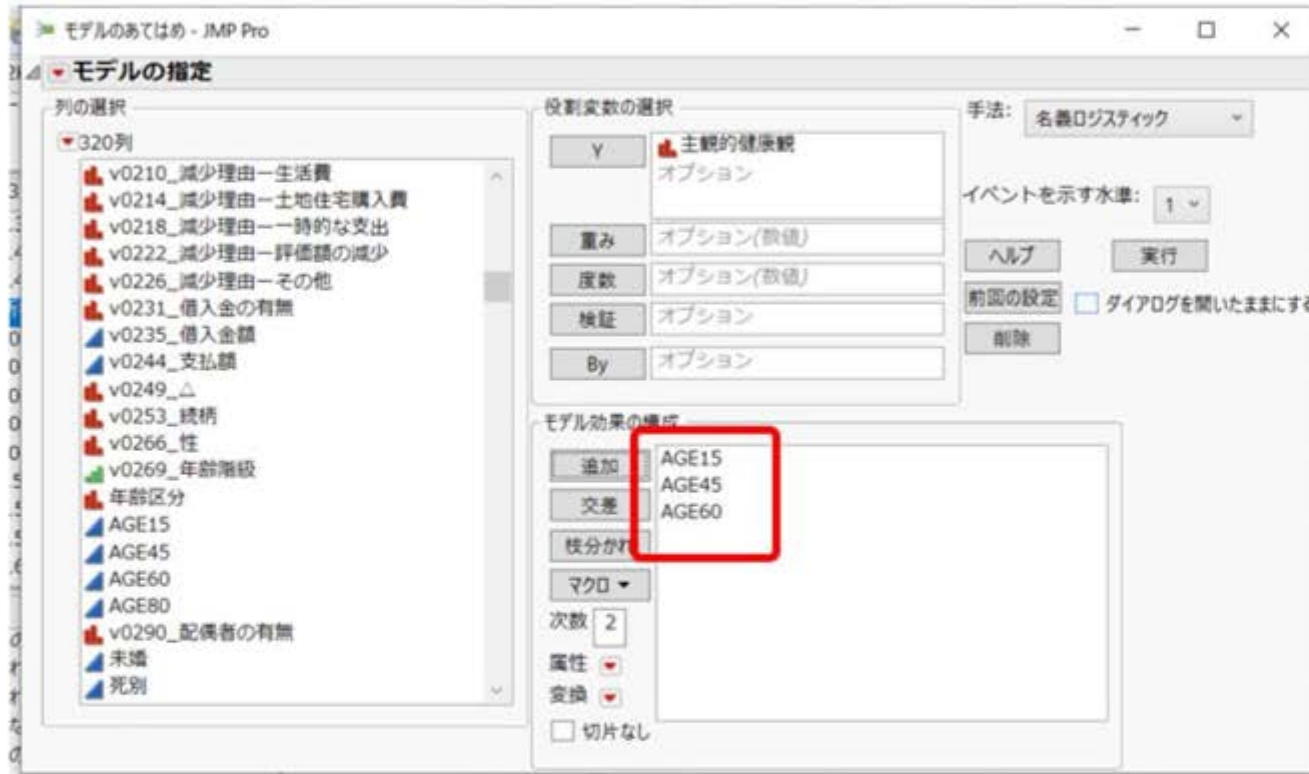 モデルのあてはめ - JMP Pro
モデルの指定
列の選択
320列
v0210_減少理由ー生活費
v0214_減少理由ー土地住宅購入費
v0218_減少理由ー一時的な支出
v0222_減少理由ー評価額の減少
v0226_減少理由ーその他
v0231_借入金の有無
v0235_借入金額
v0244_支払額
v0249_△
v0253_続柄
v0266_性
v0269_年齢階級
年齢区分
AGE15
AGE45
AGE60
AGE80
v0290_配偶者の有無
未婚
死別
役割変数の選択
Y
主観的健康観
オプション
重み
オプション(数値)
度数
オプション(数値)
検証
オプション
By
オプション
手法: 名義ロジスティック
イベントを示す水準: 1
ヘルプ
実行
前回の設定
ダイアログを開いたままにする
削除
モデル効果の構成
追加
交差
枝分かれ
マクロ
次数 2
属性
変換
切片なし
AGE15
AGE45
AGE60